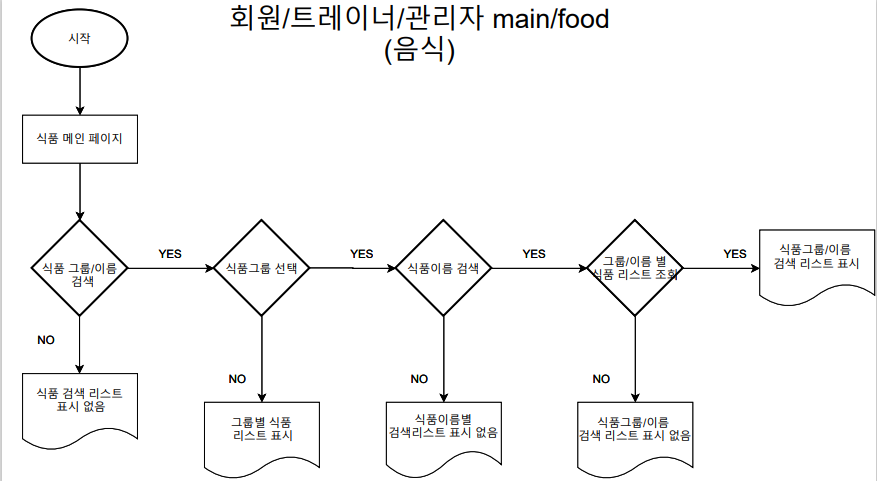 회원/트레이너/관리자 main/food
(음식)
시작
식품 메인 페이지
식품 그룹/이름
검색
YES
식품그룹 선택
YES
식품이름 검색
YES
그룹/이름 별
식품 리스트 조회
YES
식품그룹/이름
검색 리스트 표시
NO
식품 검색 리스트
표시 없음
NO
그룹별 식품
리스트 표시
NO
식품이름별
검색리스트 표시 없음
NO
식품그룹/이름
검색 리스트 표시 없음